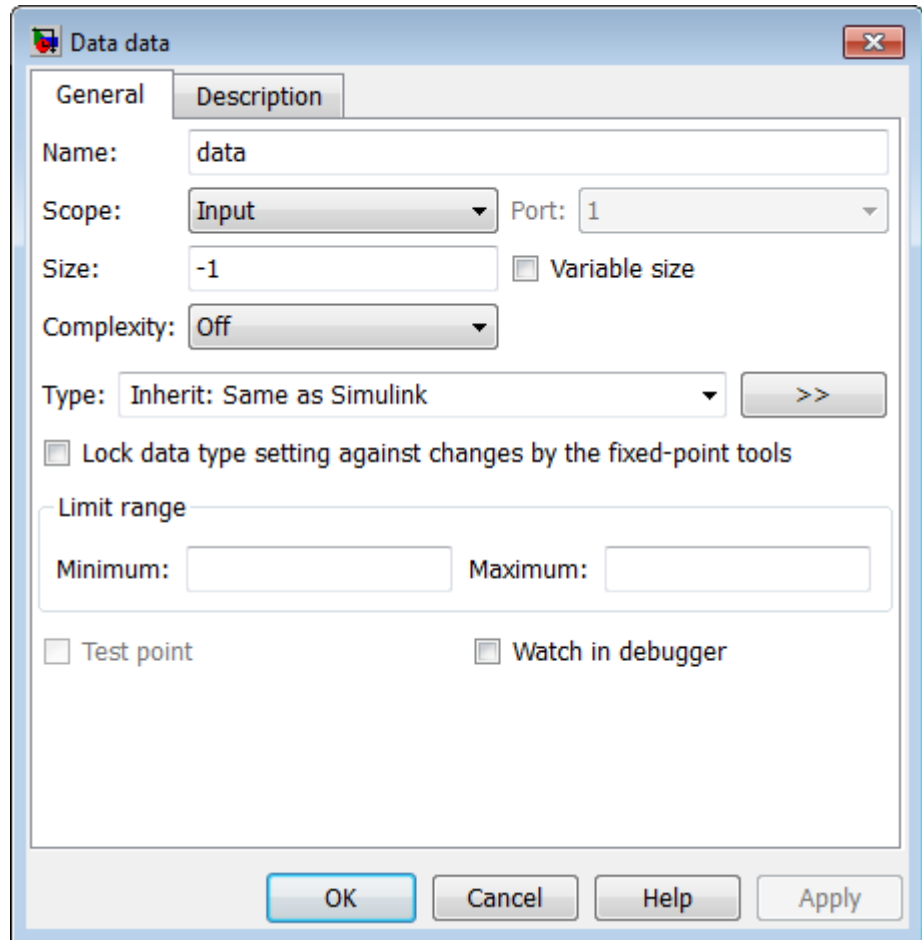 Data data
General Description
Name: data
Scope: Input Port: 1
Size: -1 Variable size
Complexity: Off
Type: Inherit: Same as Simulink >>
Lock data type setting against changes by the fixed-point tools
Limit range
Minimum: Maximum:
Test point Watch in debugger
OK Cancel Help Apply